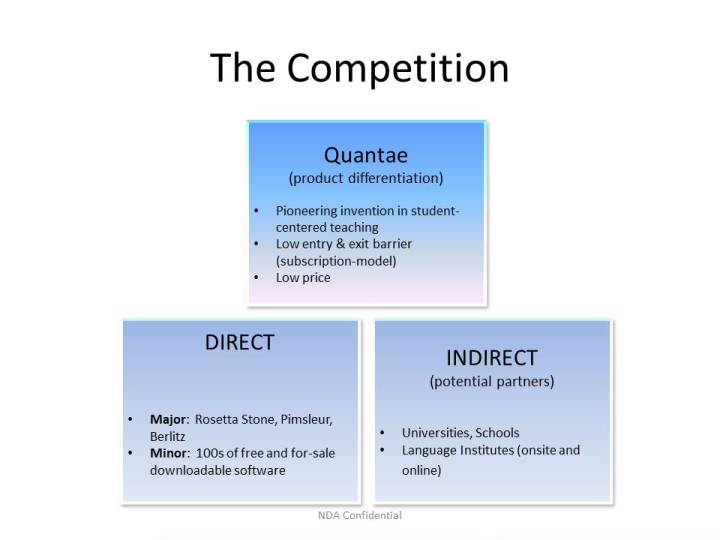 The Competition
Quantae
(product differentiation)
• Pioneering invention in student-
centered teaching
• Low entry & exit barrier
(subscription-model)
• Low price
DIRECT
• Major: Rosetta Stone, Pimsleur,
Berlitz
• Minor: 100s of free and for-sale
downloadable software
INDIRECT
(potential partners)
• Universities, Schools
• Language Institutes (onsite and
online)
NDA Confidential